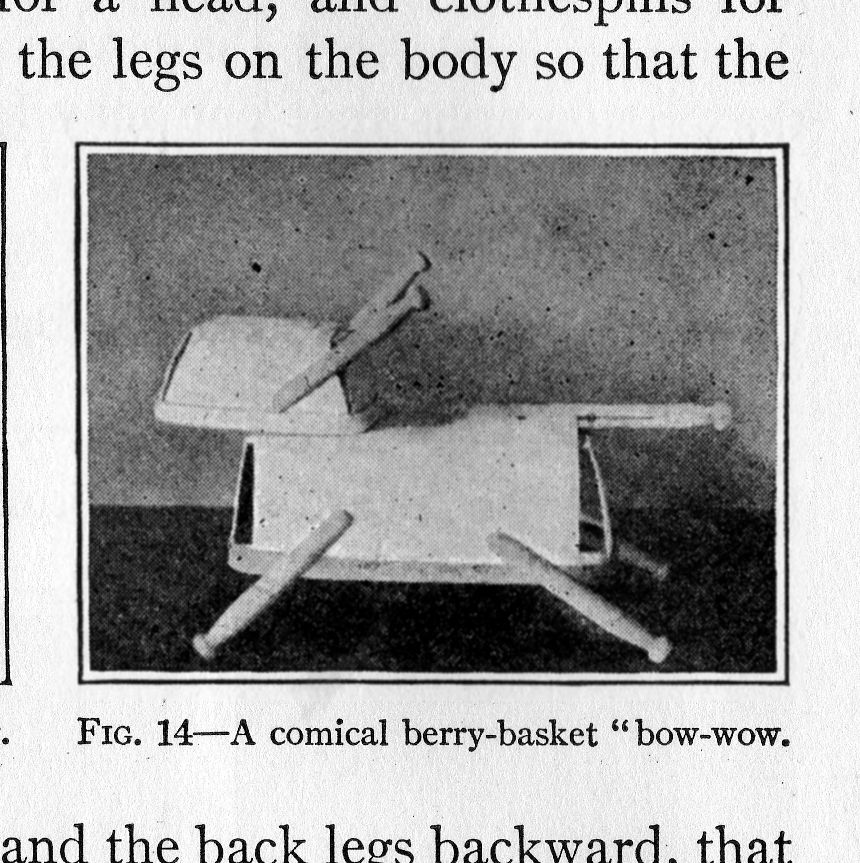 for a head, and clothespins for
the legs on the body so that the
FIG. 14—A comical berry-basket “bow-wow.
and the back legs backward, that